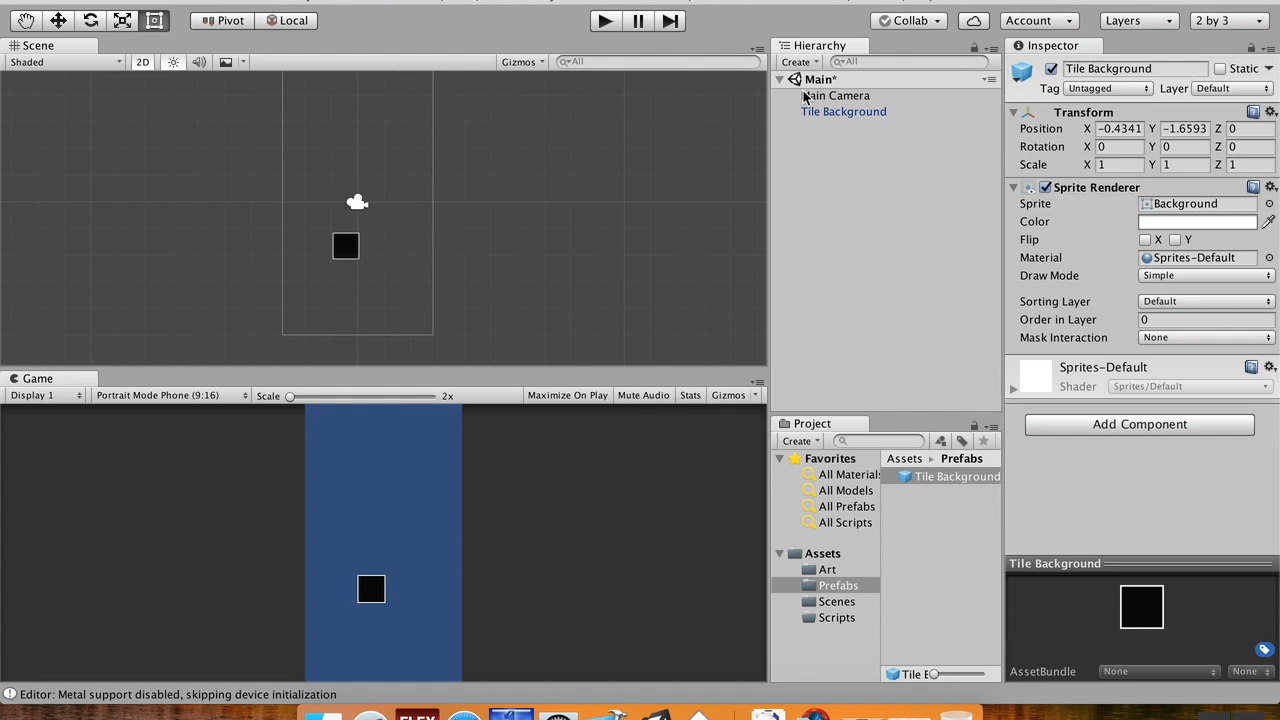 Pivot Local Collab Account Layers 2 by 3
Scene
Shaded 2D Gizmos All
Hierarchy
Create All
Main*
Main Camera
Tile Background
Inspector
Tile Background Static
Tag Untagged Layer Default
Transform
Position X -0.4341 Y -1.6593 Z 0
Rotation X 0 Y 0 Z 0
Scale X 1 Y 1 Z 1
Sprite Renderer
Sprite Background
Color
Flip X Y
Material Sprites-Default
Draw Mode Simple
Sorting Layer Default
Order in Layer 0
Mask Interaction None
Sprites-Default
Shader Sprites/Default
Add Component
Game
Display 1 Portrait Mode Phone (9:16) Scale 2x Maximize On Play Mute Audio Stats Gizmos
Project
Create
Favorites
All Materials
All Models
All Prefabs
All Scripts
Assets
Art
Prefabs
Scenes
Scripts
Assets Prefabs
Tile Background
Tile B
Tile Background
AssetBundle None None
Editor: Metal support disabled, skipping device initialization
FLEX